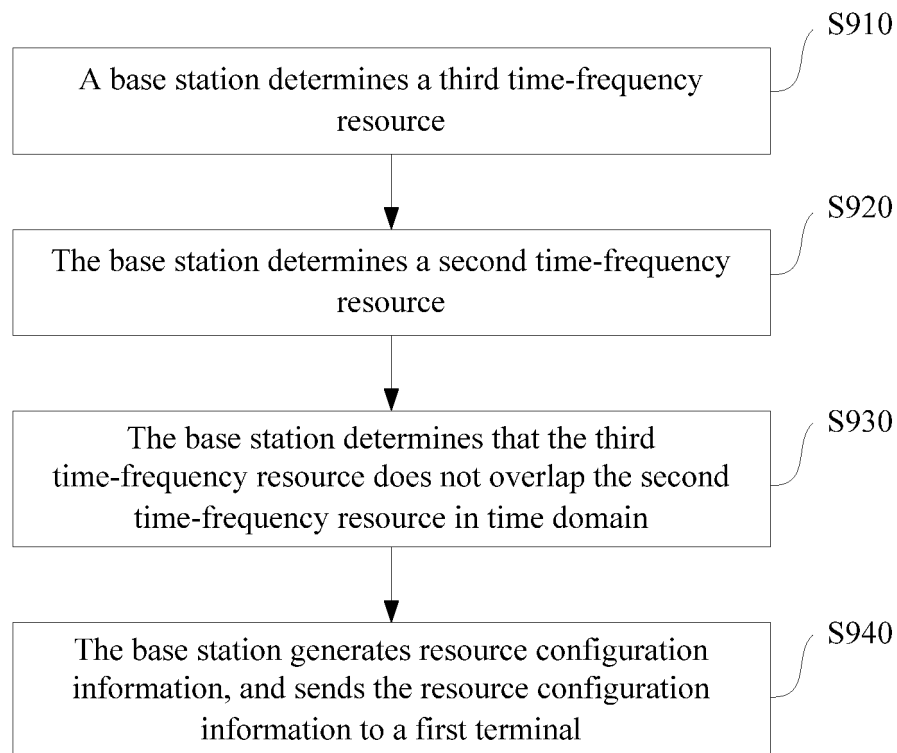 S910
A base station determines a third time-frequency
resource
S920
The base station determines a second time-frequency
resource
S930
The base station determines that the third
time-frequency resource does not overlap the second
time-frequency resource in time domain
S940
The base station generates resource configuration
information, and sends the resource configuration
information to a first terminal